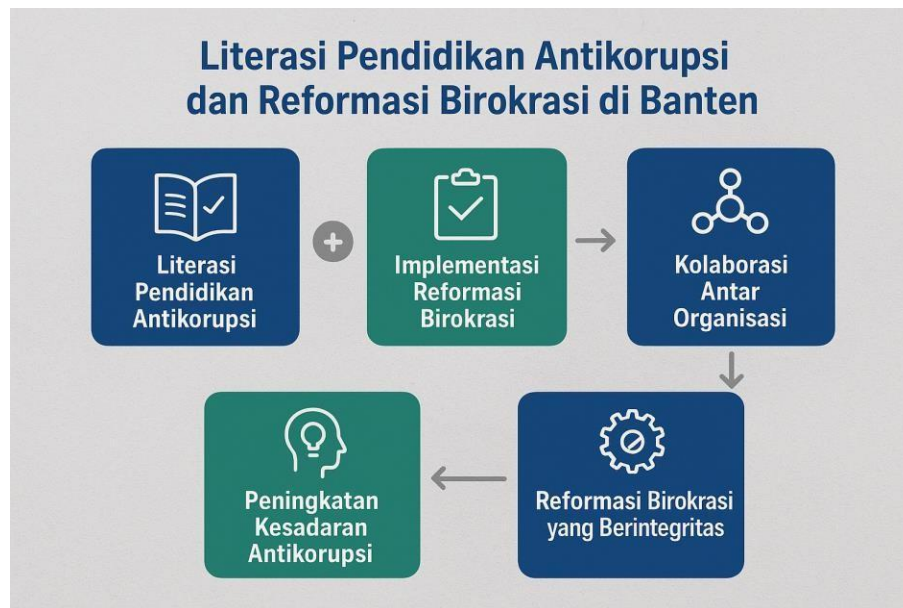 Literasi Pendidikan Antikorupsi
dan Reformasi Birokrasi di Banten
Literasi
Pendidikan
Antikorupsi
Implementasi
Reformasi
Birokrasi
Kolaborasi
Antar
Organisasi
Reformasi Birokrasi
yang Berintegritas
Peningkatan
Kesadaran
Antikorupsi